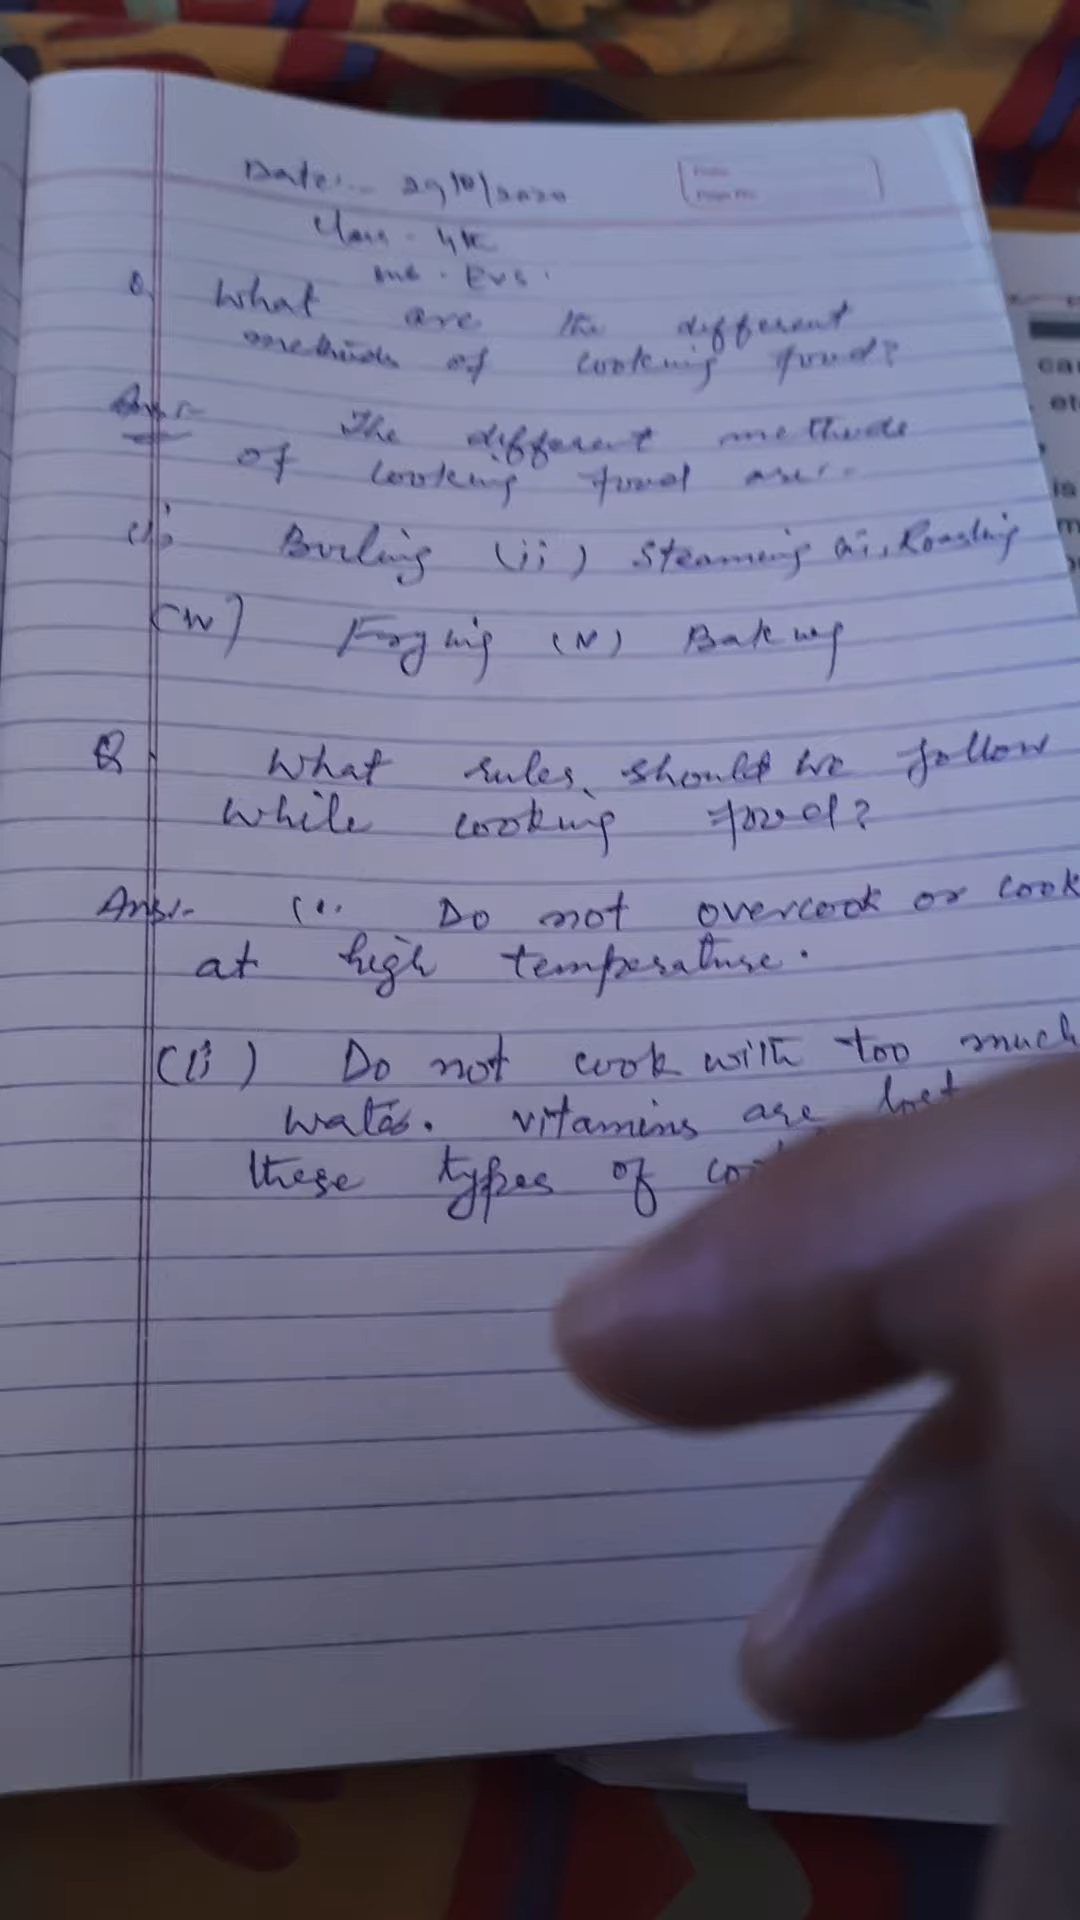 Date:- 29/10/2020
Class - 4th
Sub - Evs.
Q. What are the different
methods of cooking food?
Ans:- The different methods
of cooking food are:-
(i) Boiling (ii) Steaming (iii) Roasting
(iv) Frying (v) Baking
Q. What rules should we follow
while cooking food?
Ans:- (i. Do not overcook or cook
at high temperature.
(ii) Do not cook with too much
water. vitamins are lost
these types of